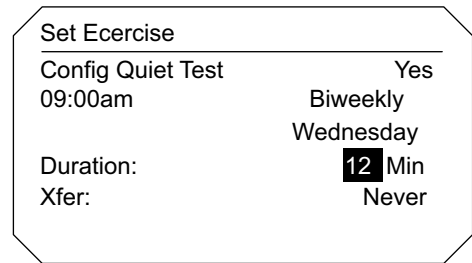 Set Ecercise
Config Quiet Test Yes
09:00am Biweekly
Wednesday
Duration: 12 Min
Xfer: Never